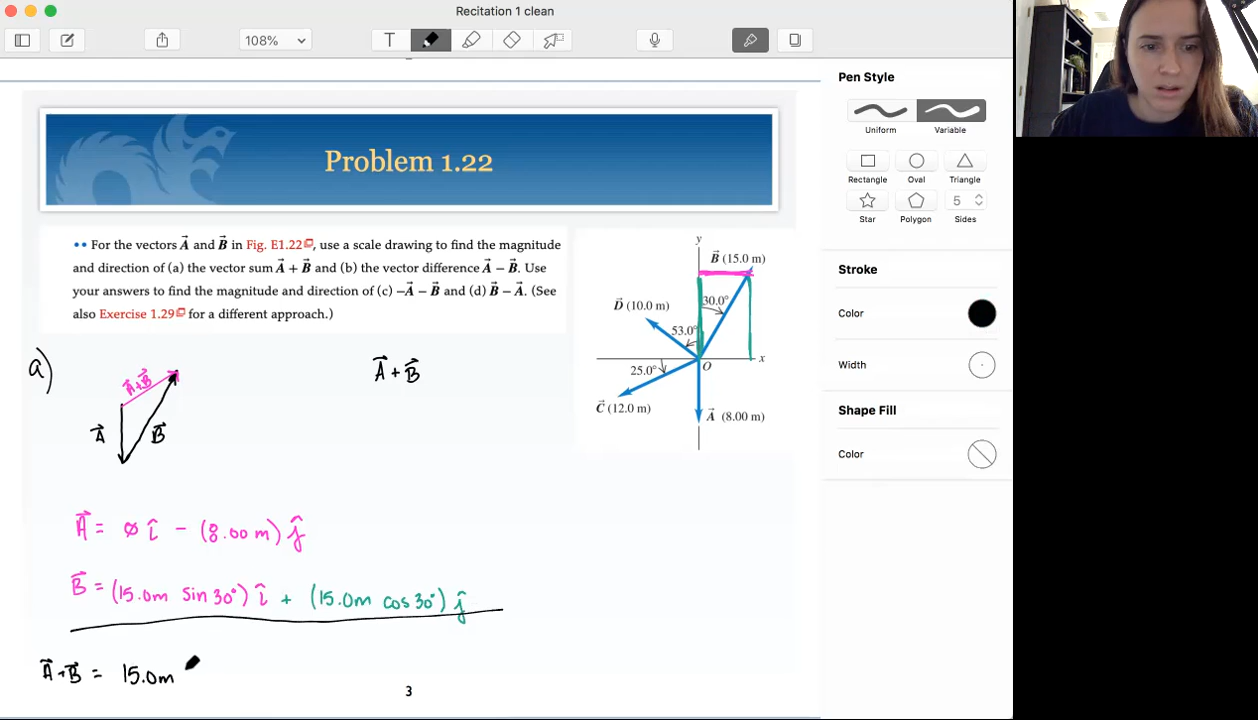 Recitation 1 clean
108%
T
Pen Style
Uniform
Variable
Rectangle
Oval
Triangle
Star
Polygon
5
Sides
Stroke
Color
Width
Shape Fill
Color
Problem 1.22
•• For the vectors A⃗ and B⃗ in Fig. E1.22, use a scale drawing to find the magnitude
and direction of (a) the vector sum A⃗ + B⃗ and (b) the vector difference A⃗ − B⃗. Use
your answers to find the magnitude and direction of (c) −A⃗ − B⃗ and (d) B⃗ − A⃗. (See
also Exercise 1.29 for a different approach.)
y
B⃗ (15.0 m)
30.0°
D⃗ (10.0 m)
53.0°
x
O
25.0°
C⃗ (12.0 m)
A⃗ (8.00 m)
a)
A⃗+B⃗
A⃗
B⃗
A⃗ + B⃗
A⃗ = 0 î − (8.00 m) ĵ
B⃗ = (15.0m sin 30°) î + (15.0m cos 30°) ĵ
A⃗+B⃗ = 15.0m
3